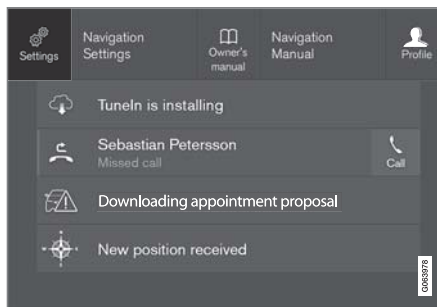 Settings
Navigation
Settings
Owner's
manual
Navigation
Manual
Profile
TuneIn is installing
Sebastian Petersson
Missed call
Call
Downloading appointment proposal
New position received
G063978